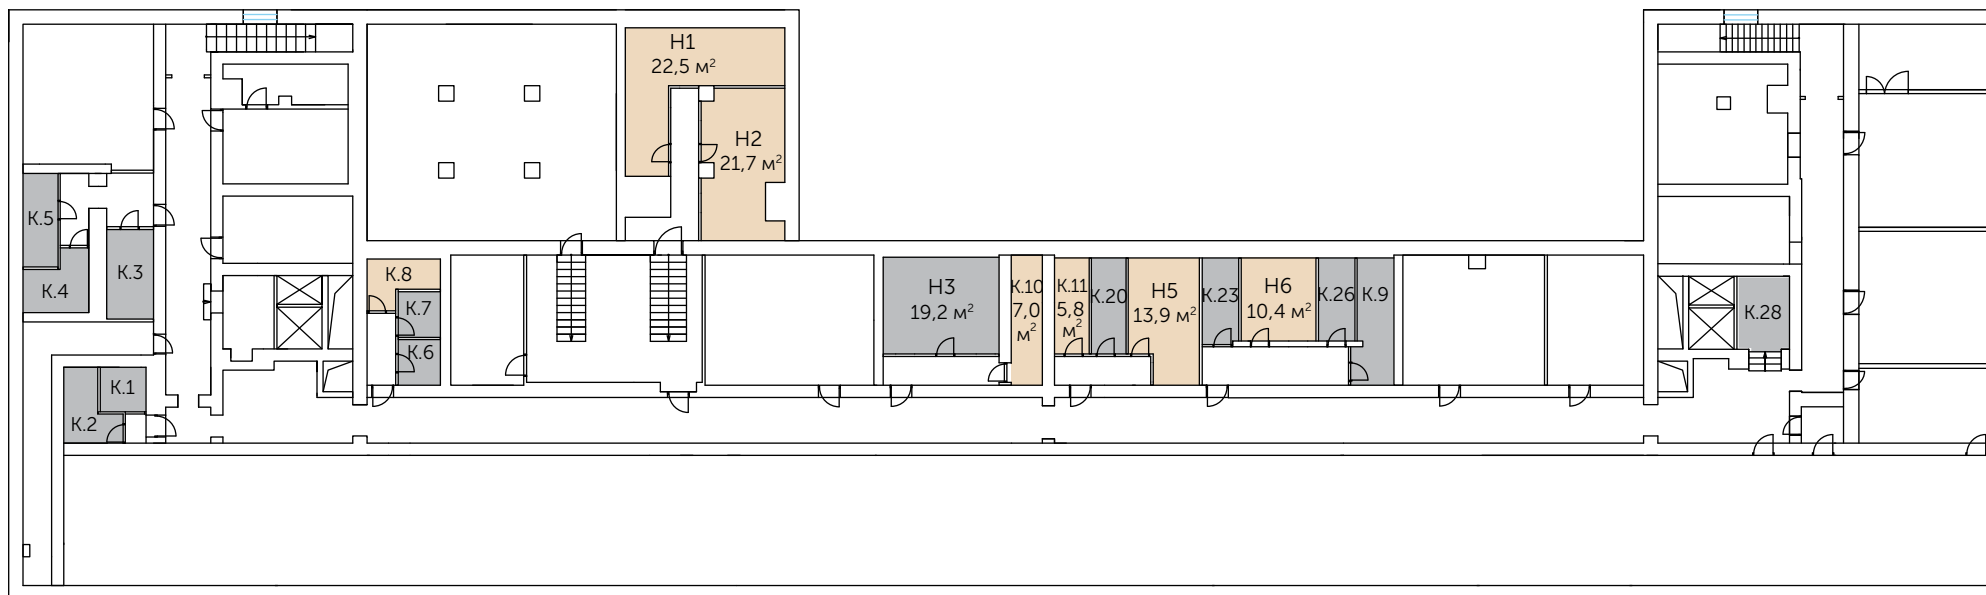 Н1
22,5 м²
Н2
21,7 м²
К.5
К.4
К.3
К.1
К.2
К.8
К.7
К.6
Н3
19,2 м²
К.10
7,0
м²
К.11
5,8
м²
К.20
Н5
13,9 м²
К.23
Н6
10,4 м²
К.26
К.9
К.28